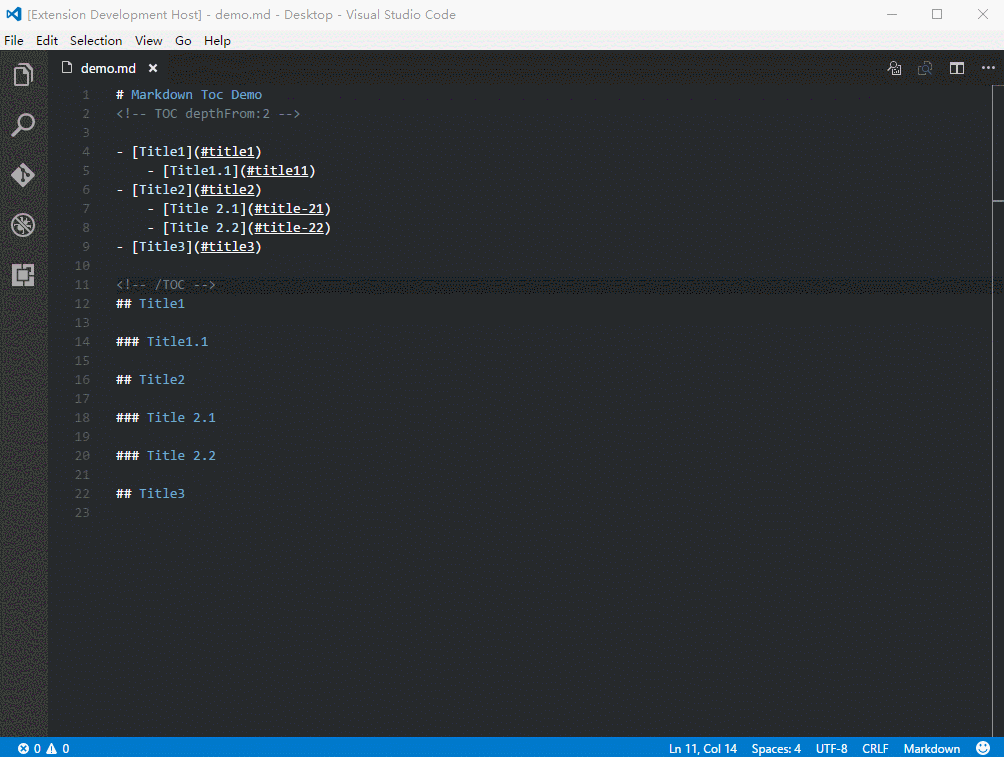 [Extension Development Host] - demo.md - Desktop - Visual Studio Code
File Edit Selection View Go Help
demo.md
1 # Markdown Toc Demo
2 <!-- TOC depthFrom:2 -->
3
4 - [Title1](#title1)
5     - [Title1.1](#title11)
6 - [Title2](#title2)
7     - [Title 2.1](#title-21)
8     - [Title 2.2](#title-22)
9 - [Title3](#title3)
10
11 <!-- /TOC -->
12 ## Title1
13
14 ### Title1.1
15
16 ## Title2
17
18 ### Title 2.1
19
20 ### Title 2.2
21
22 ## Title3
23
0 0 Ln 11, Col 14 Spaces: 4 UTF-8 CRLF Markdown